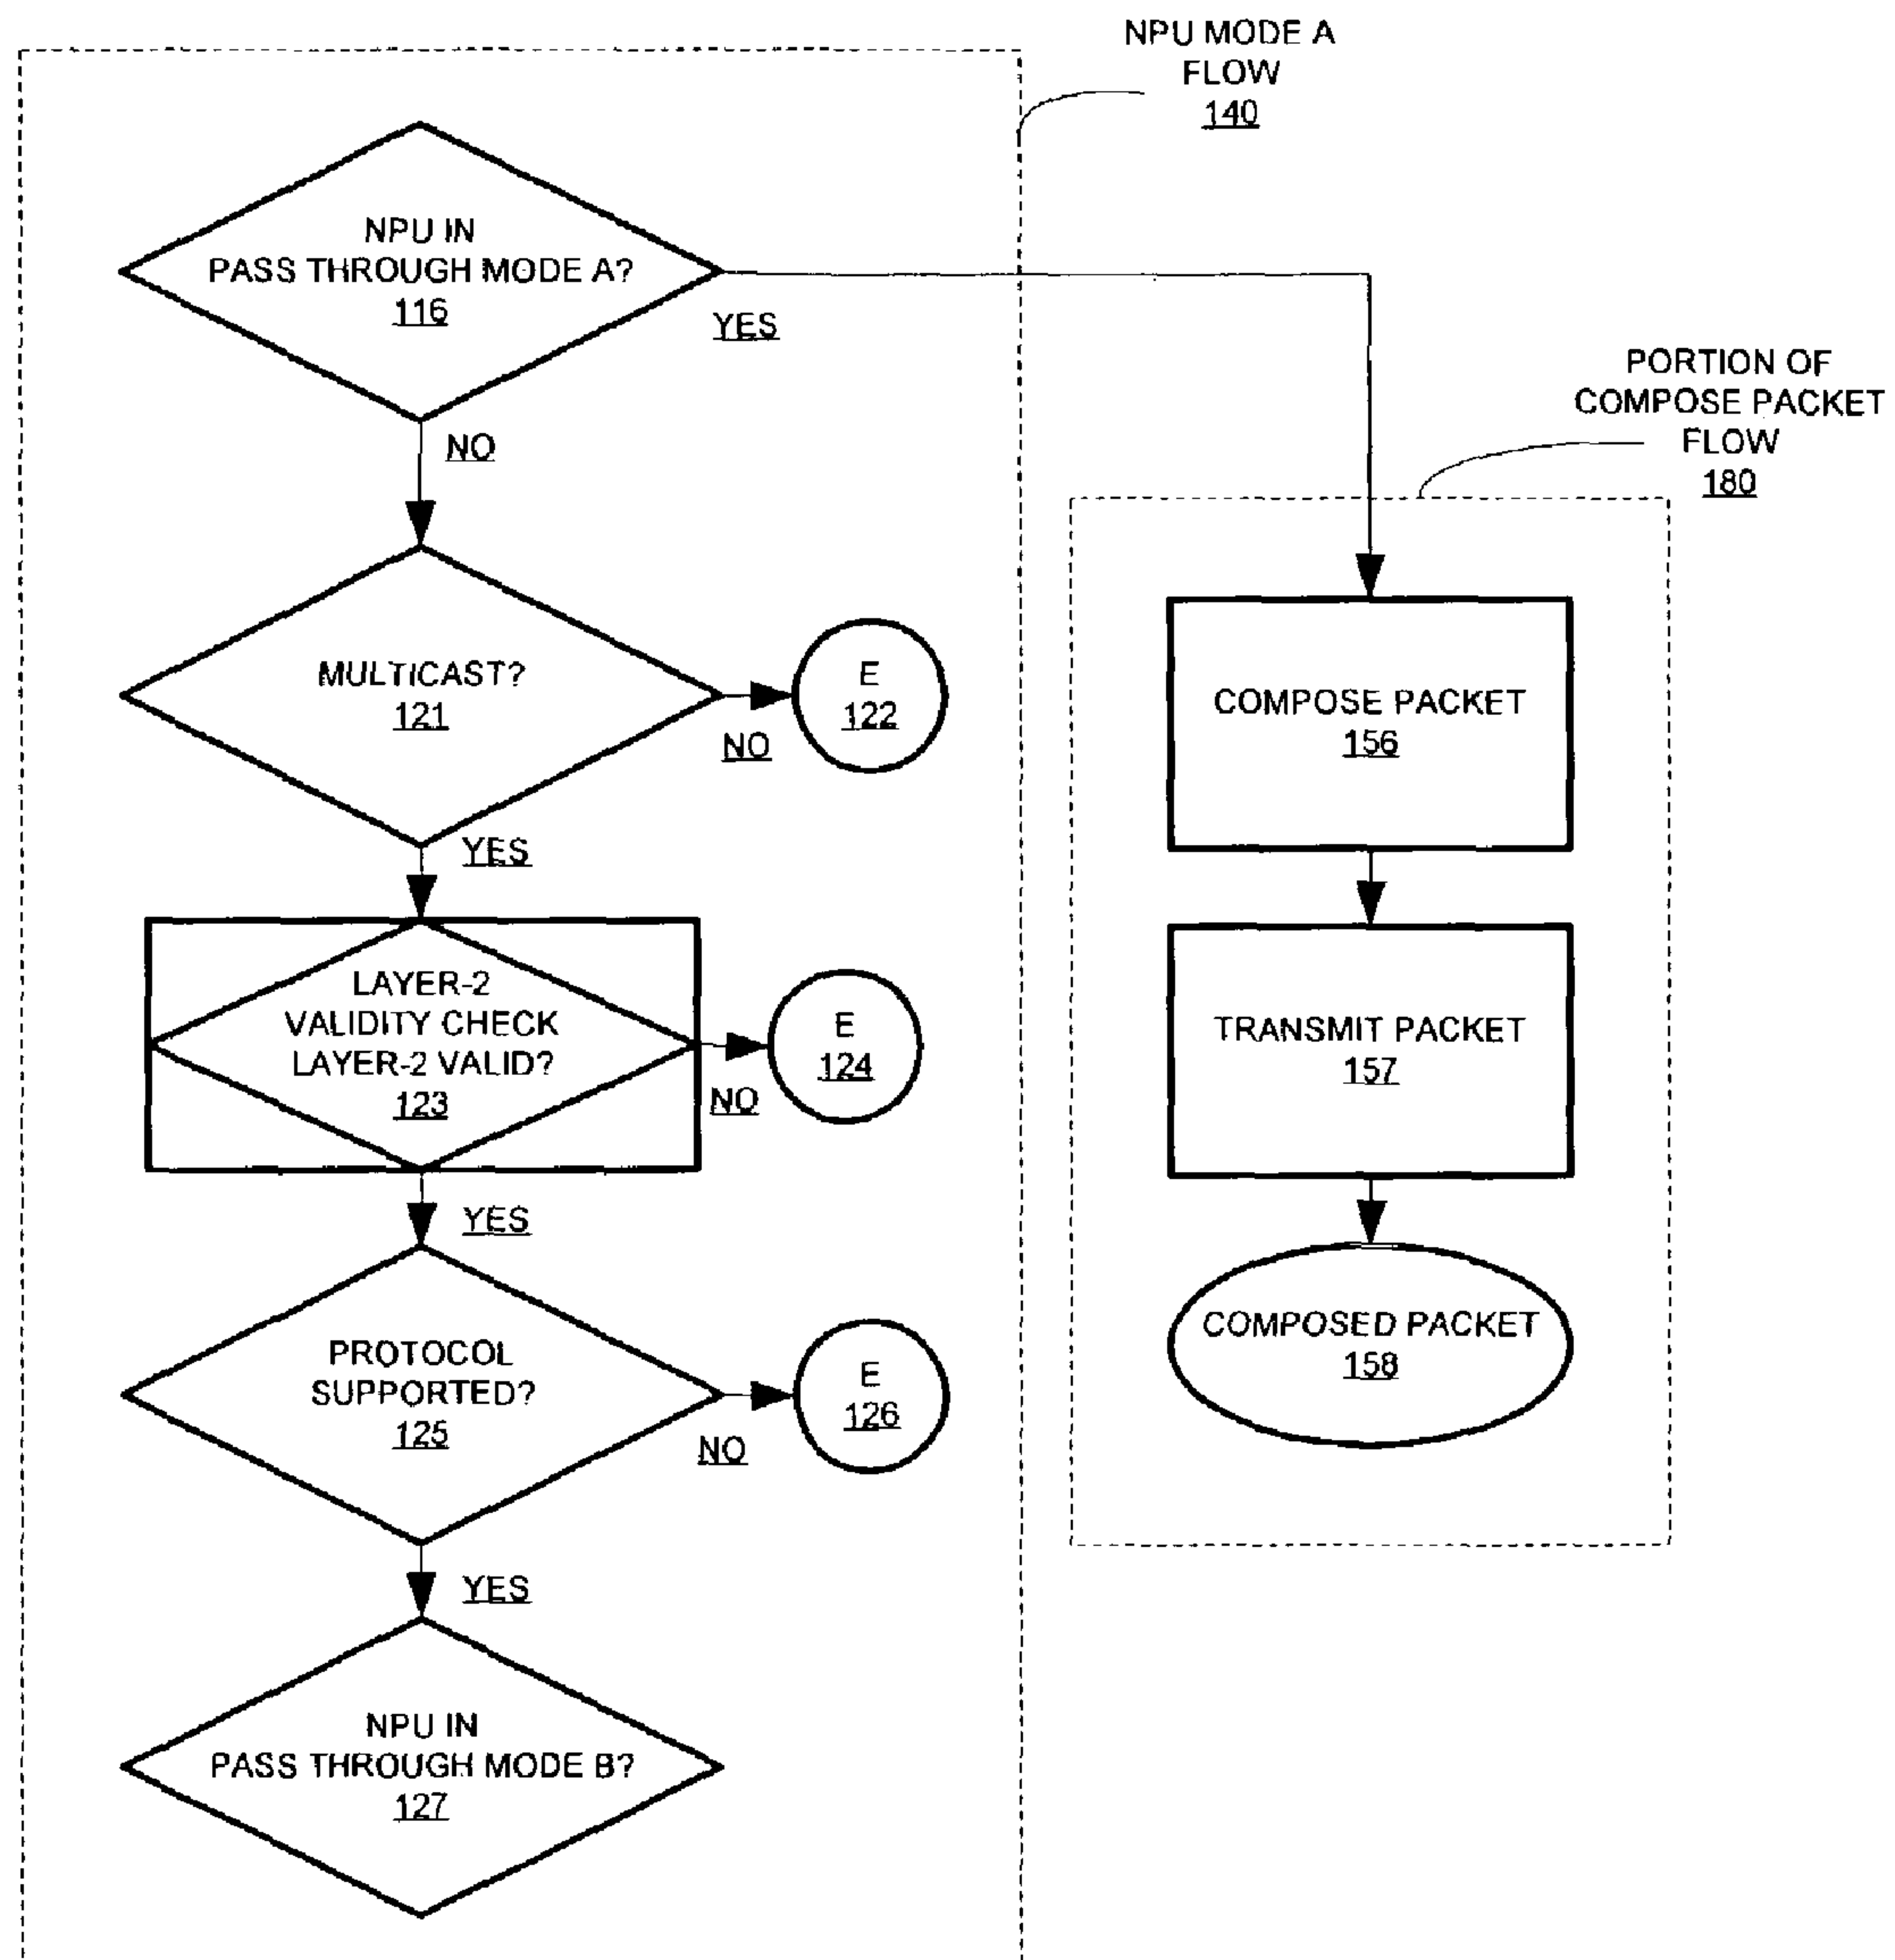 NPU MODE A
FLOW
140
NPU IN
PASS THROUGH MODE A?
116
YES
NO
PORTION OF
COMPOSE PACKET
FLOW
180
MULTICAST?
121
NO
E
122
YES
COMPOSE PACKET
156
LAYER-2
VALIDITY CHECK
LAYER-2 VALID?
123
NO
E
124
YES
TRANSMIT PACKET
157
PROTOCOL
SUPPORTED?
125
NO
E
126
YES
COMPOSED PACKET
158
NPU IN
PASS THROUGH MODE B?
127